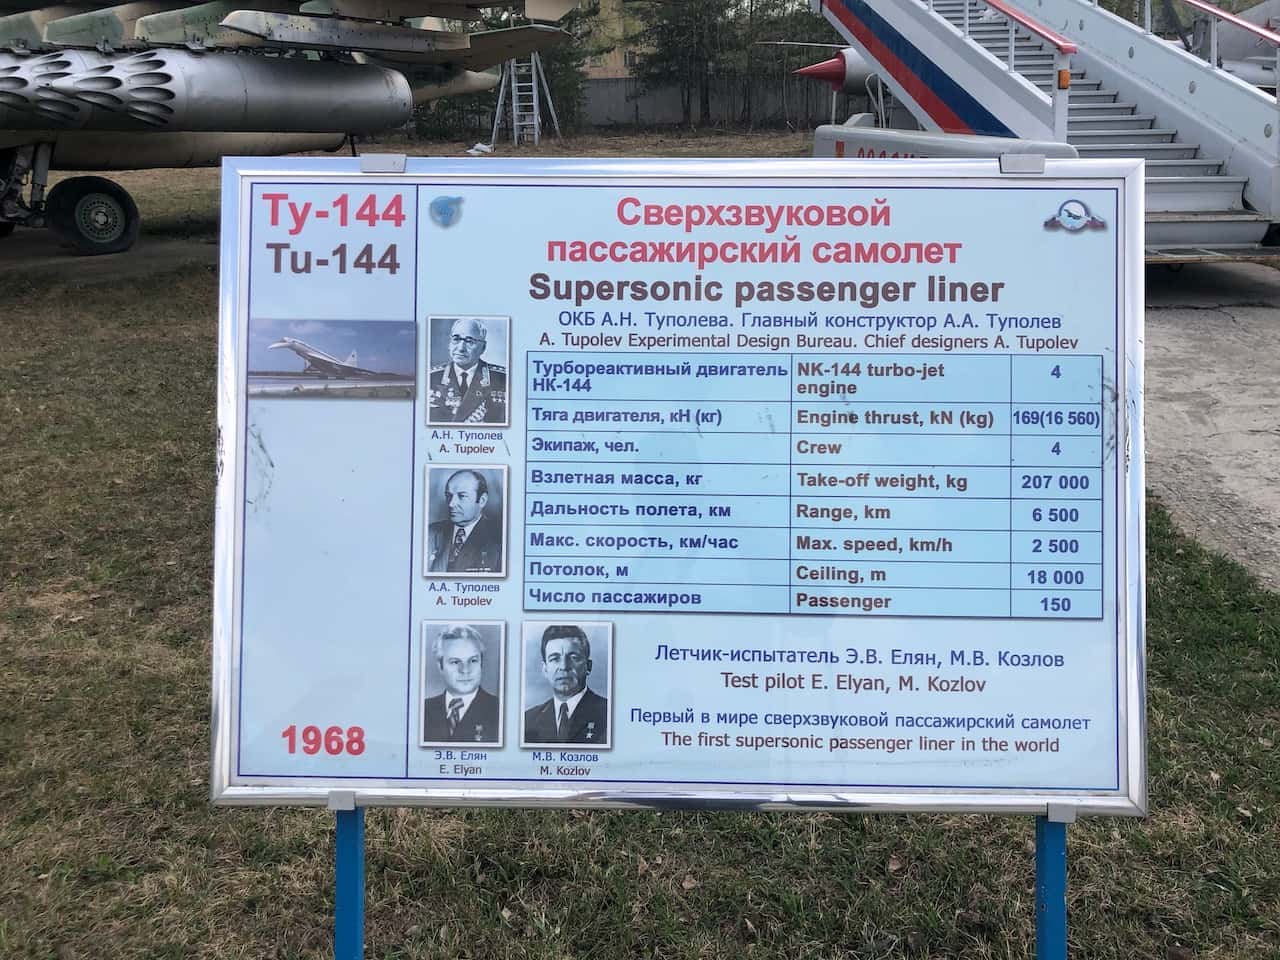 Ту-144
Tu-144
Сверхзвуковой
пассажирский самолет
Supersonic passenger liner
ОКБ А.Н. Туполева. Главный конструктор А.А. Туполев
A. Tupolev Experimental Design Bureau. Chief designers A. Tupolev
А.Н. Туполев
A. Tupolev
А.А. Туполев
A. Tupolev
Э.В. Елян
E. Elyan
М.В. Козлов
M. Kozlov
Турбореактивный двигатель НК-144 NK-144 turbo-jet engine 4
Тяга двигателя, кН (кг) Engine thrust, kN (kg) 169(16 560)
Экипаж, чел. Crew 4
Взлетная масса, кг Take-off weight, kg 207 000
Дальность полета, км Range, km 6 500
Макс. скорость, км/час Max. speed, km/h 2 500
Потолок, м Ceiling, m 18 000
Число пассажиров Passenger 150
Летчик-испытатель Э.В. Елян, М.В. Козлов
Test pilot E. Elyan, M. Kozlov
Первый в мире сверхзвуковой пассажирский самолет
The first supersonic passenger liner in the world
1968